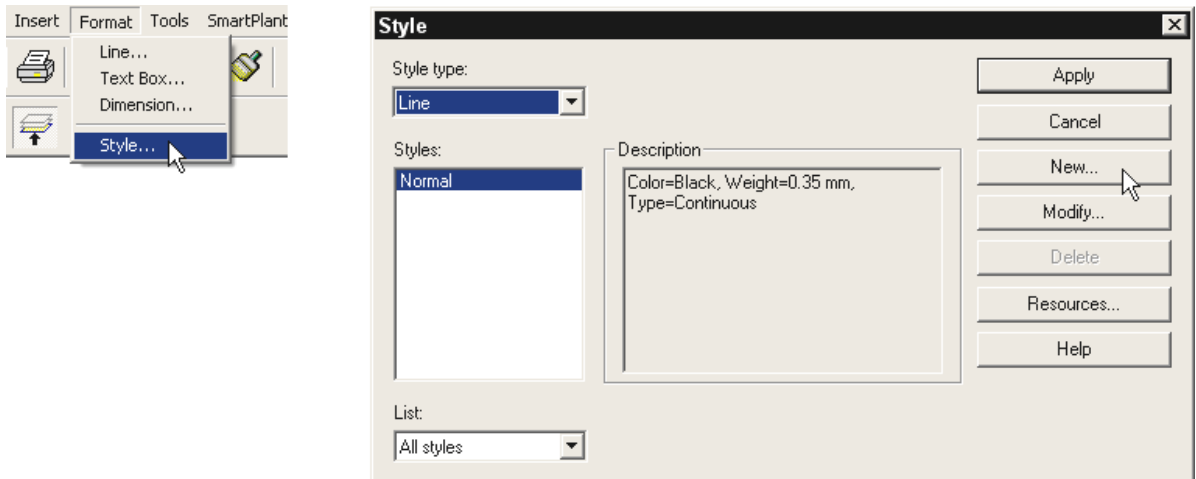 Insert Format Tools SmartPlant
Line...
Text Box...
Dimension...
Style...
Style
Style type:
Line
Styles:
Normal
Description
Color=Black, Weight=0.35 mm,
Type=Continuous
List:
All styles
Apply
Cancel
New...
Modify...
Delete
Resources...
Help